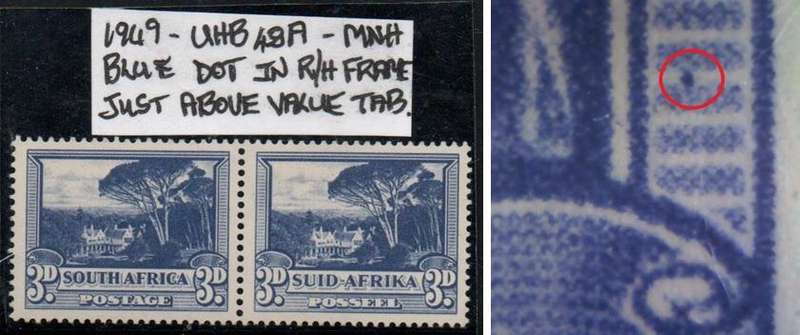 1949 - UHB 48A - MNH
BLUE DOT IN R/H FRAME
JUST ABOVE VALUE TAB.
3D SOUTH AFRICA 3D
POSTAGE
3D SUID-AFRIKA 3D
POSSEËL